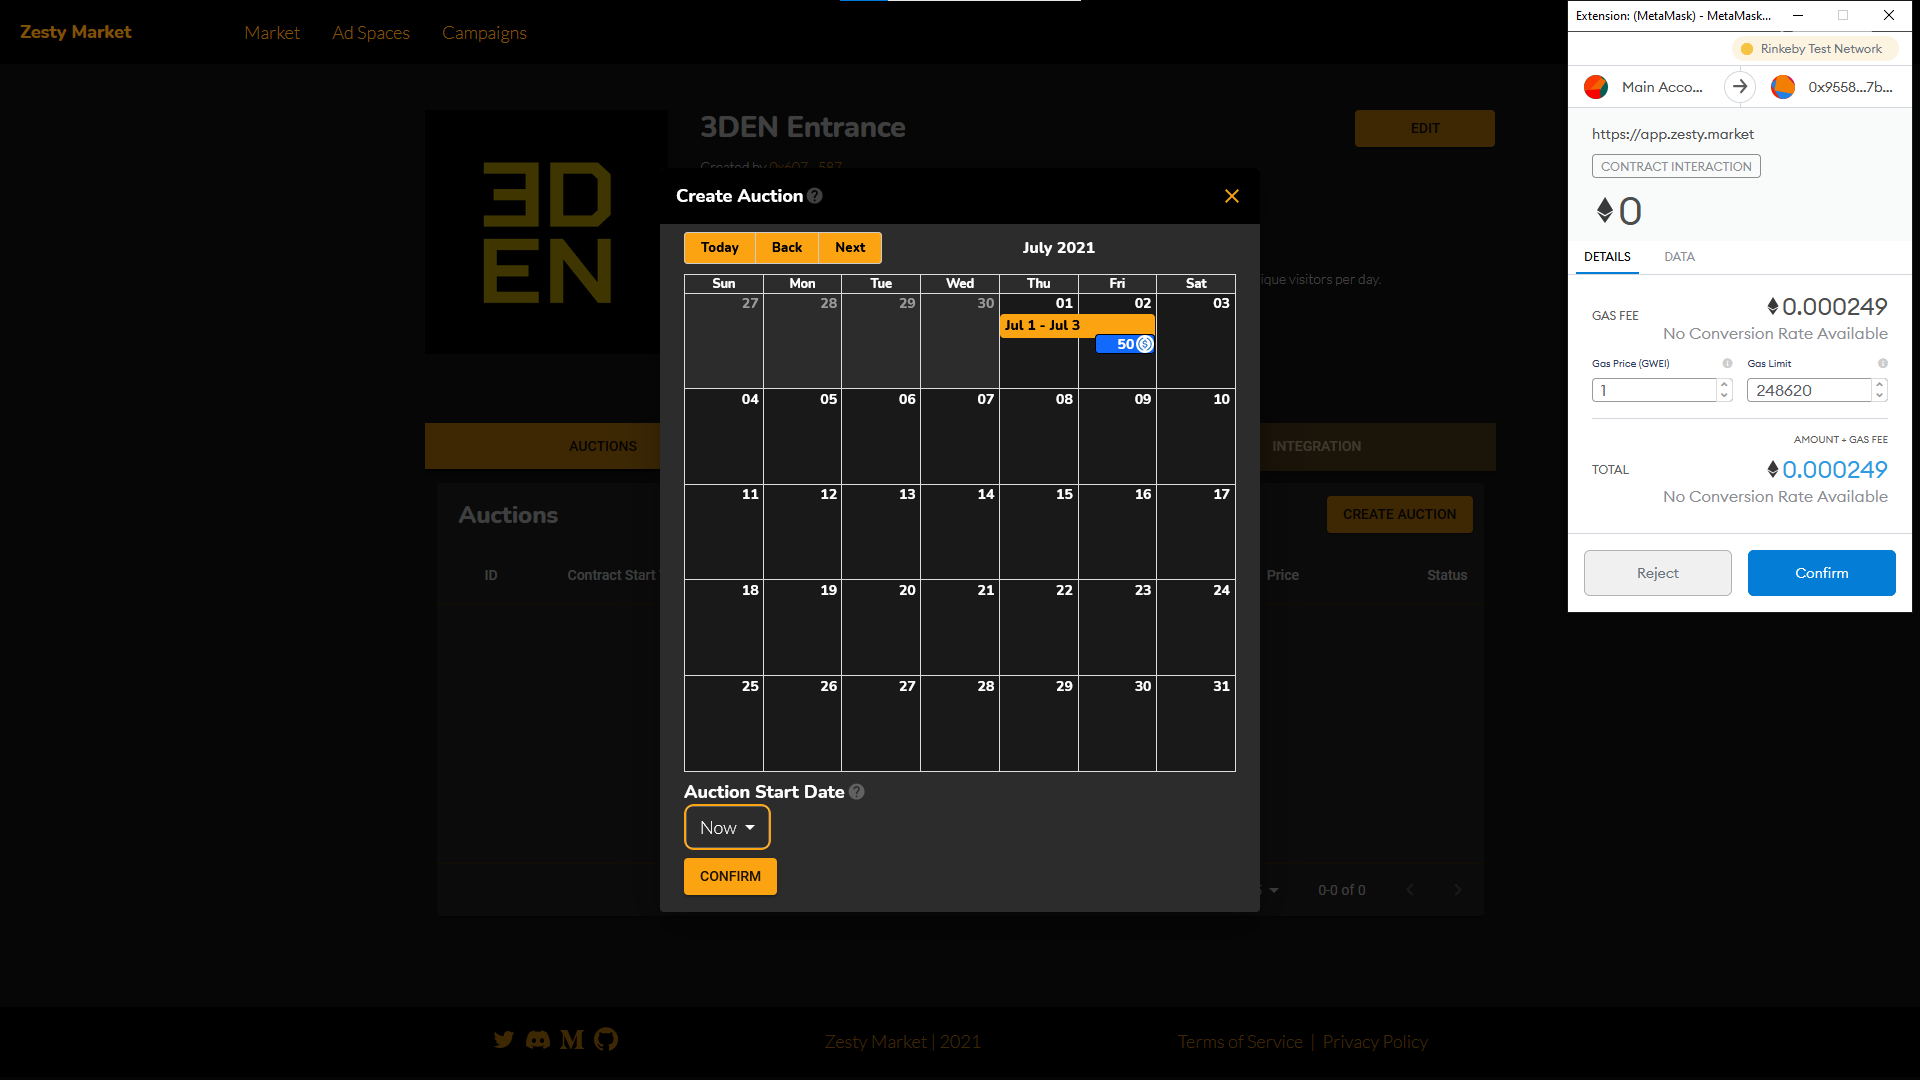 Zesty Market
Market
Ad Spaces
Campaigns
3D
EN
3DEN Entrance
EDIT
Created by 0x607...587
Create Auction
Today
Back
Next
July 2021
ique visitors per day.
Sun Mon Tue Wed Thu Fri Sat
27 28 29 30 01 02 03
Jul 1 - Jul 3
50
04 05 06 07 08 09 10
11 12 13 14 15 16 17
18 19 20 21 22 23 24
25 26 27 28 29 30 31
Auction Start Date
Now
CONFIRM
AUCTIONS
INTEGRATION
Auctions
CREATE AUCTION
ID
Contract Start
Price
Status
0-0 of 0
Zesty Market | 2021
Terms of Service | Privacy Policy
Extension: (MetaMask) - MetaMask...
Rinkeby Test Network
Main Acco...
0x9558...7b...
https://app.zesty.market
CONTRACT INTERACTION
0
DETAILS
DATA
GAS FEE
0.000249
No Conversion Rate Available
Gas Price (GWEI)
Gas Limit
1
248620
AMOUNT + GAS FEE
TOTAL
0.000249
No Conversion Rate Available
Reject
Confirm